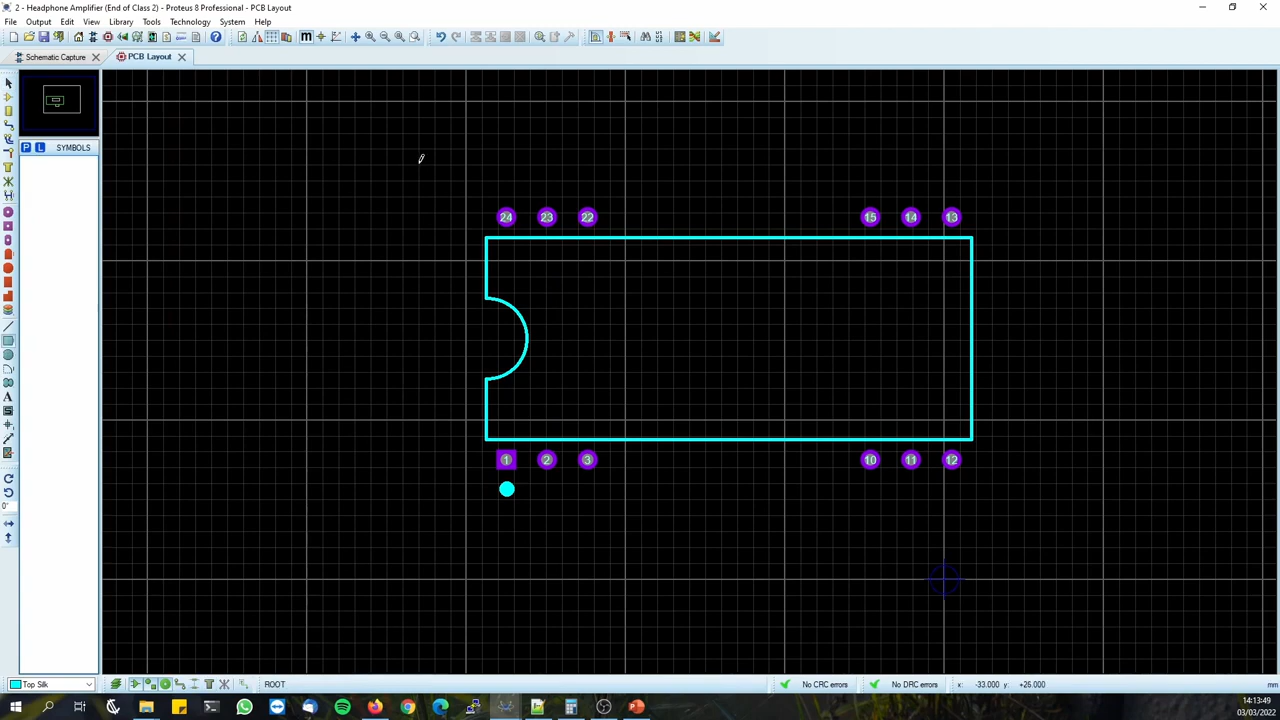 2 - Headphone Amplifier (End of Class 2) - Proteus 8 Professional - PCB Layout
File Output Edit View Library Tools Technology System Help
Schematic Capture PCB Layout
P L SYMBOLS
24 23 22 15 14 13
1 2 3 10 11 12
A
0°
Top Silk ROOT No CRC errors No DRC errors x: -33.000 y: +26.000 mm
14:13:49
03/03/2022